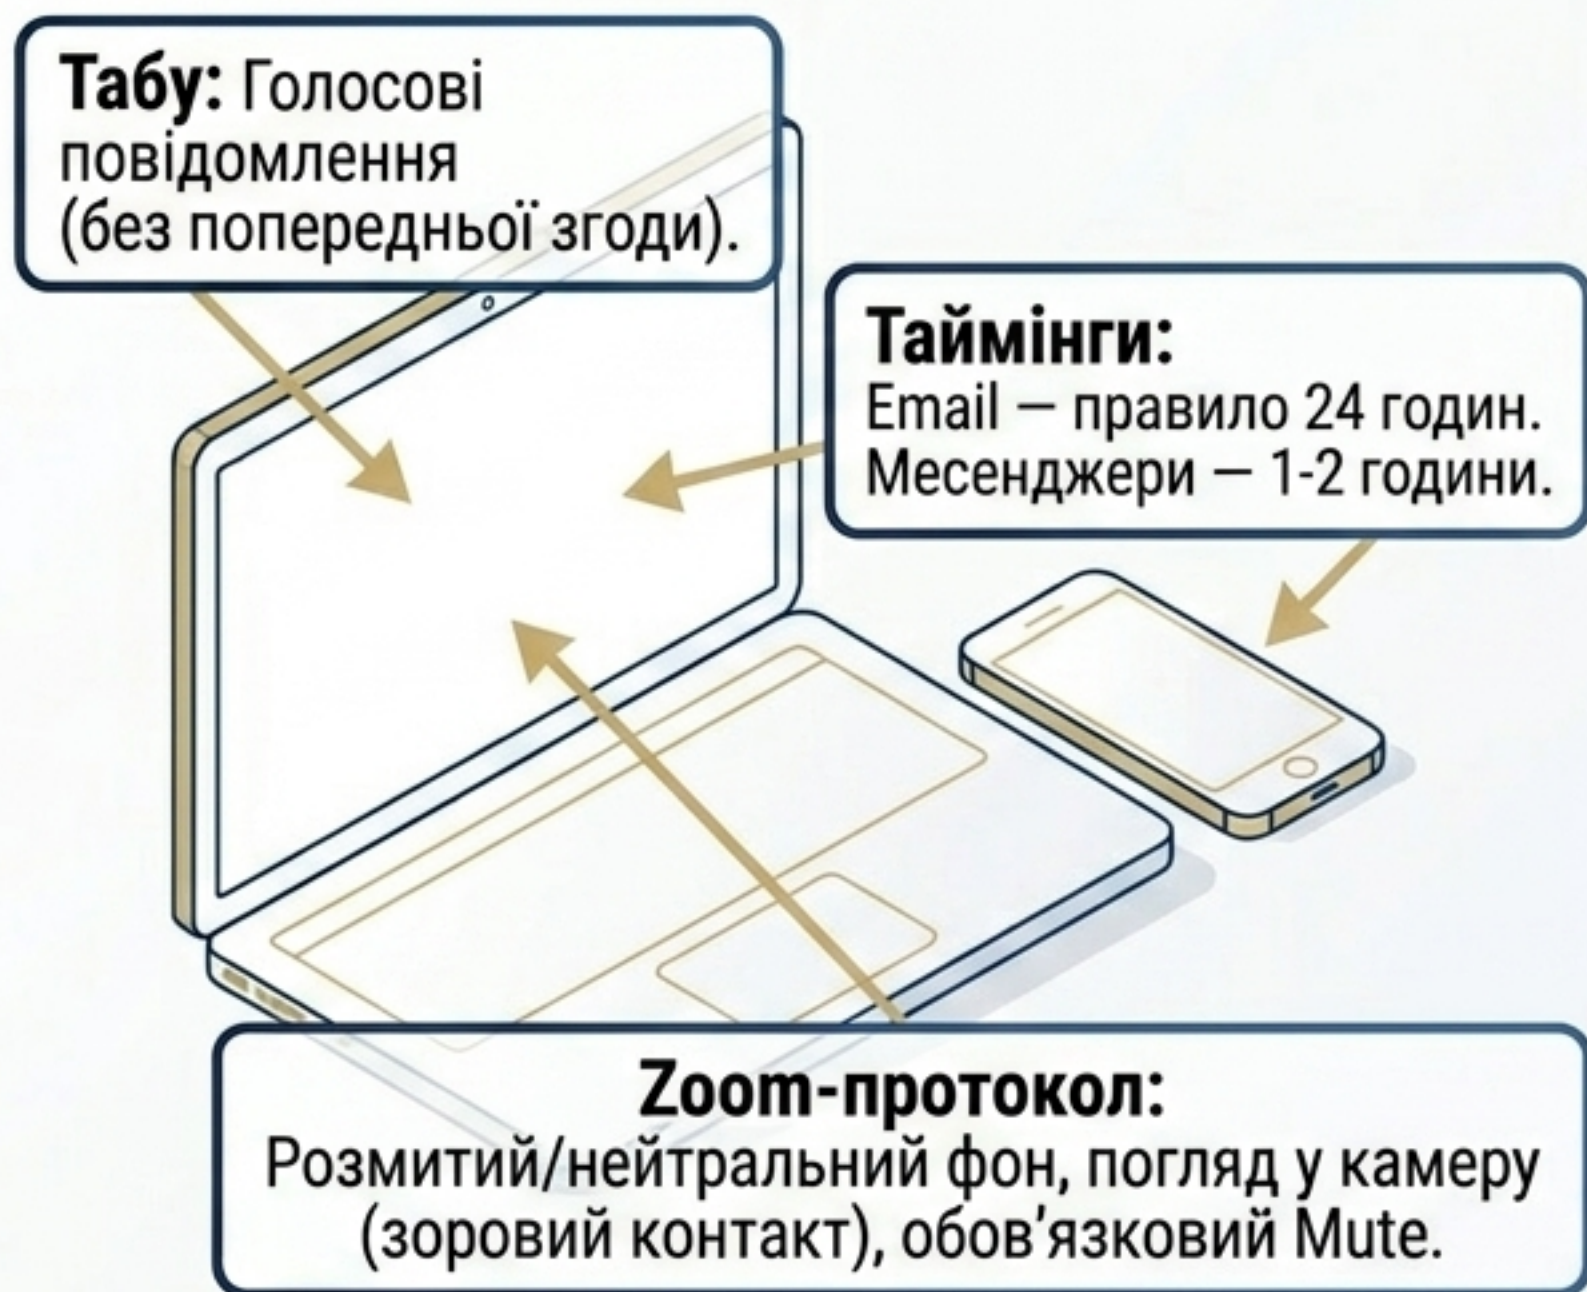 Табу: Голосові
повідомлення
(без попередньої згоди).
Таймінги:
Email — правило 24 годин.
Месенджери — 1-2 години.
Zoom-протокол:
Розмитий/нейтральний фон, погляд у камеру
(зоровий контакт), обов’язковий Mute.